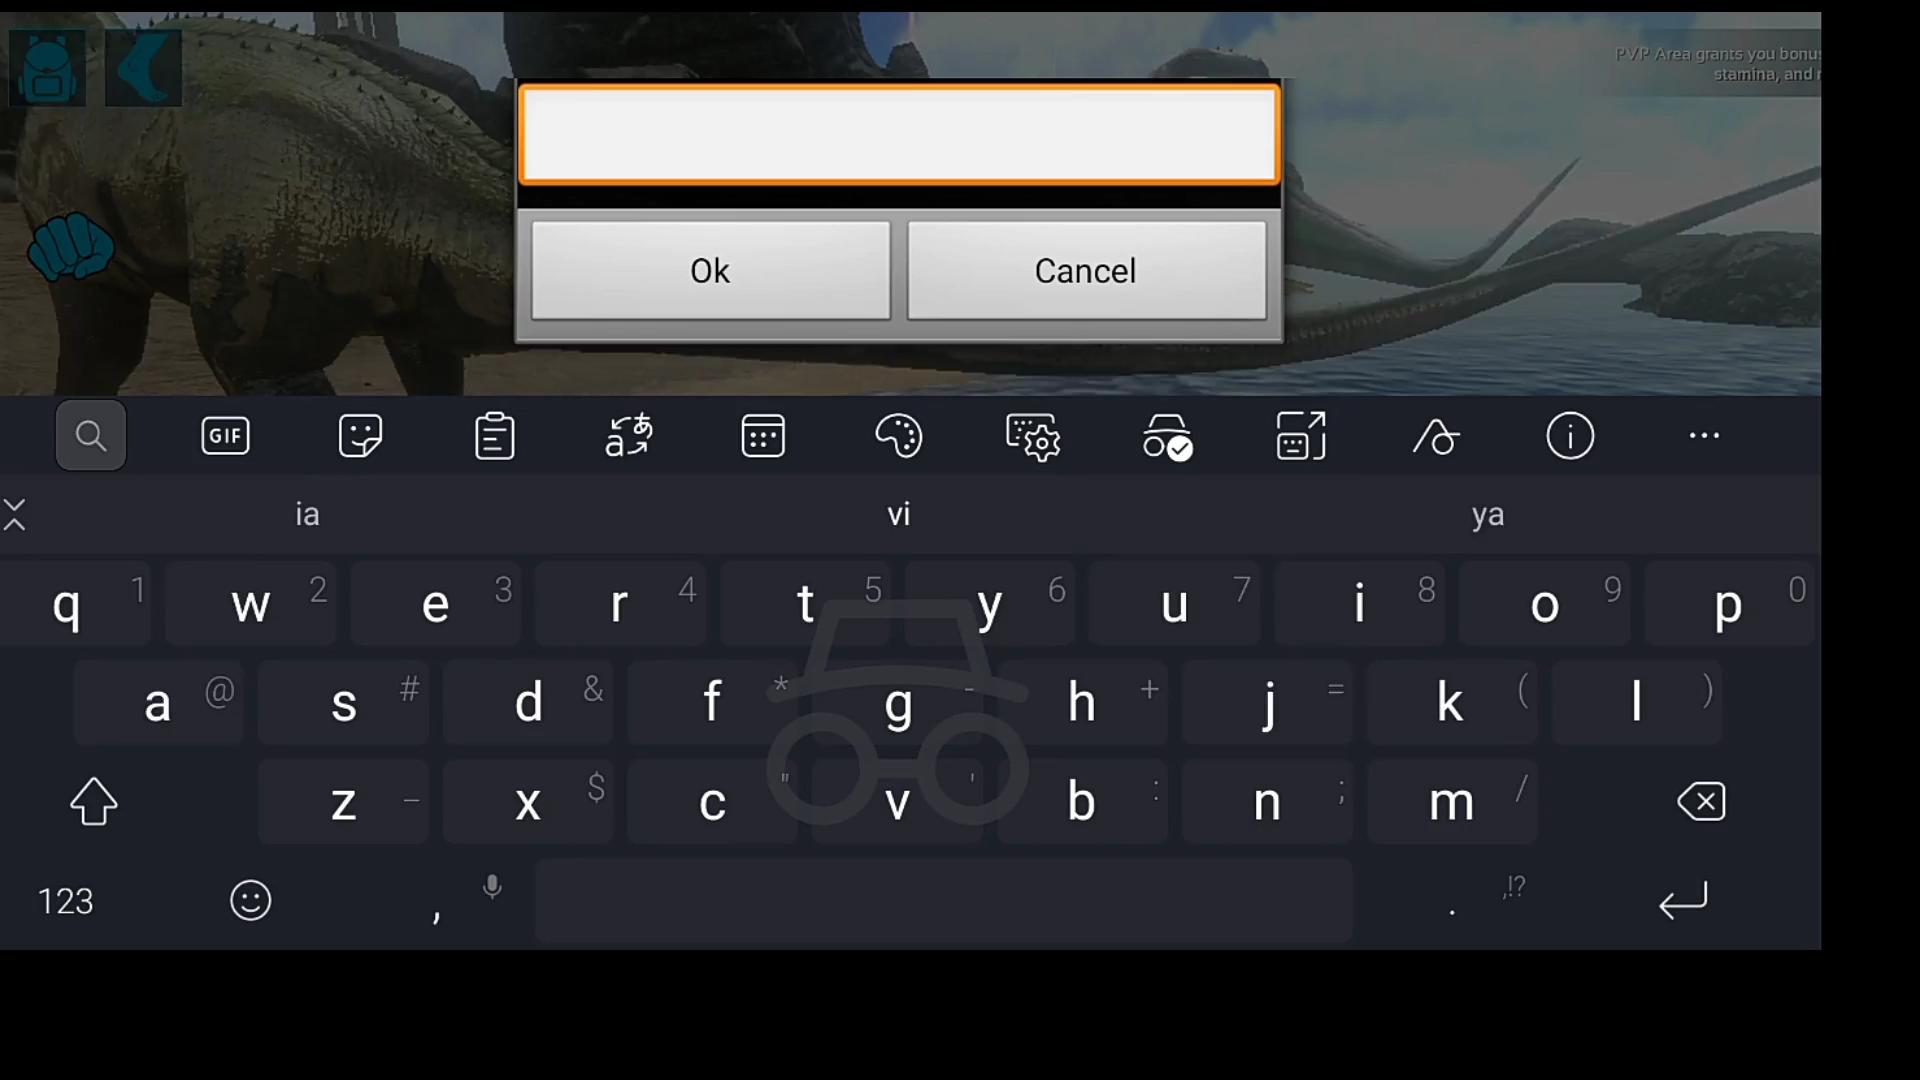 PVP Area grants you bonu
stamina, and
Ok Cancel
GIF
ia vi ya
q 1 w 2 e 3 r 4 t 5 y 6 u 7 i 8 o 9 p 0
a @ s # d & f * g - h + j = k ( l )
z _ x $ c " v ' b : n ; m /
123 , . ,!?